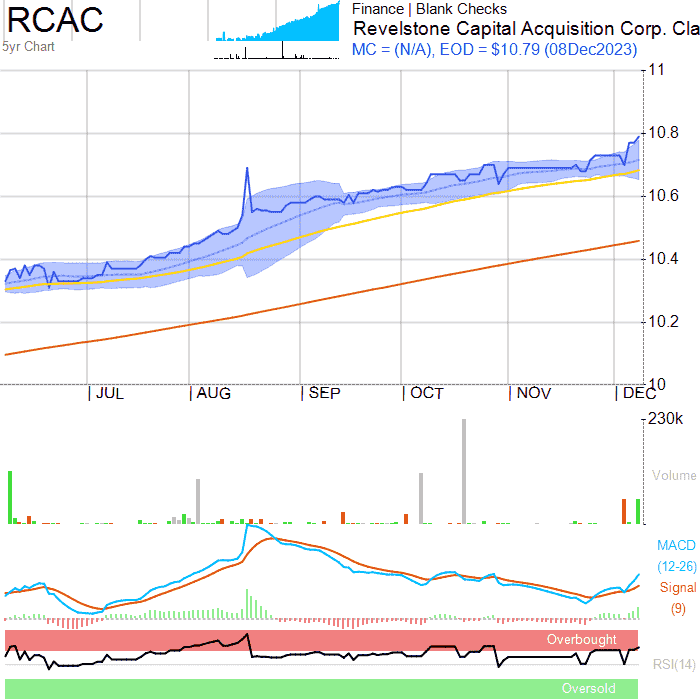 RCAC
5yr Chart
Finance | Blank Checks
Revelstone Capital Acquisition Corp. Cla
MC = (N/A), EOD = $10.79 (08Dec2023)
11
10.8
10.6
10.4
10.2
10
JUL AUG SEP OCT NOV DEC
230k
Volume
MACD
(12-26)
Signal
(9)
Overbought
RSI(14)
Oversold